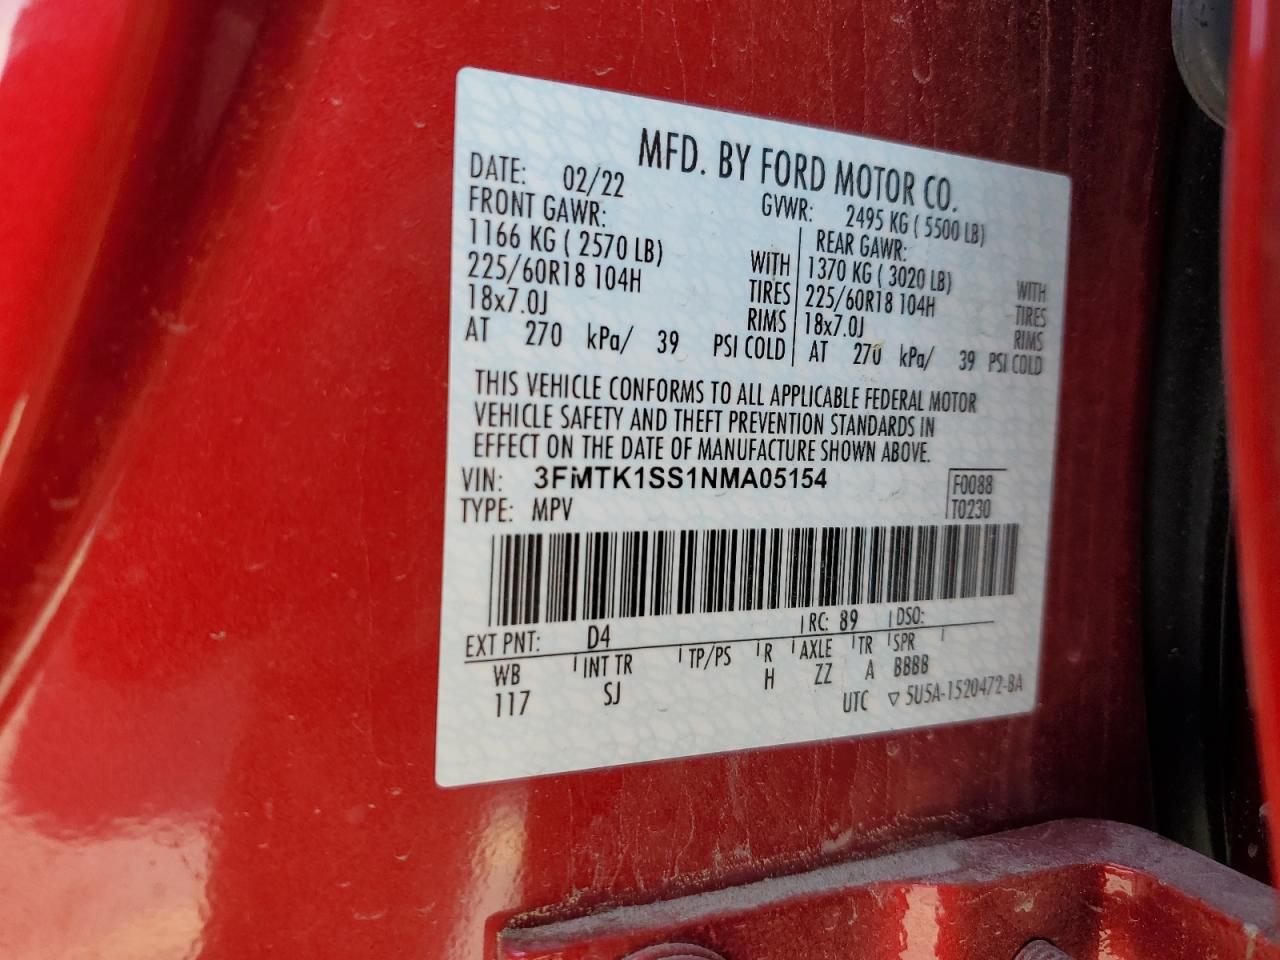 MFD. BY FORD MOTOR CO.
DATE: 02/22 GVWR: 2495 KG ( 5500 LB)
FRONT GAWR: REAR GAWR:
1166 KG ( 2570 LB) WITH 1370 KG ( 3020 LB) WITH
225/60R18 104H TIRES 225/60R18 104H TIRES
18x7.0J RIMS 18x7.0J RIMS
AT 270 kPa/ 39 PSI COLD AT 270 kPa/ 39 PSI COLD
THIS VEHICLE CONFORMS TO ALL APPLICABLE FEDERAL MOTOR
VEHICLE SAFETY AND THEFT PREVENTION STANDARDS IN
EFFECT ON THE DATE OF MANUFACTURE SHOWN ABOVE.
VIN: 3FMTK1SS1NMA05154 F0088
TYPE: MPV T0230
EXT PNT: D4 RC: 89 DSO:
WB INT TR TP/PS R AXLE TR SPR
117 SJ H ZZ A BBBB
UTC ▽ 5U5A-1520472-BA